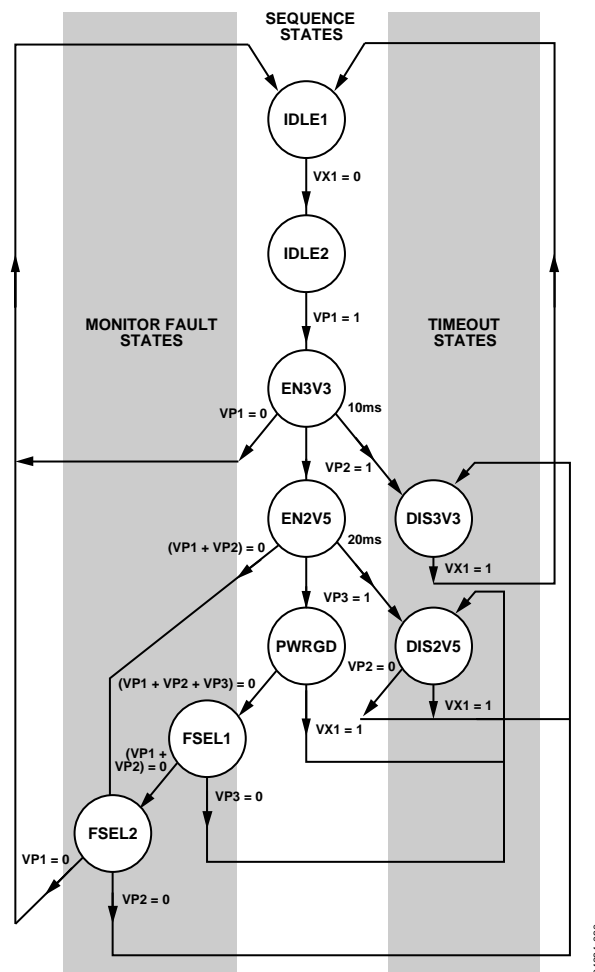 SEQUENCE
STATES
IDLE1
VX1 = 0
IDLE2
VP1 = 1
MONITOR FAULT
STATES
TIMEOUT
STATES
EN3V3
10ms
VP1 = 0
VP2 = 1
EN2V5
DIS3V3
20ms
(VP1 + VP2) = 0
VX1 = 1
VP3 = 1
PWRGD
DIS2V5
VP2 = 0
(VP1 + VP2 + VP3) = 0
VX1 = 1
VX1 = 1
FSEL1
(VP1 +
VP2) = 0
VP3 = 0
FSEL2
VP1 = 0
VP2 = 0